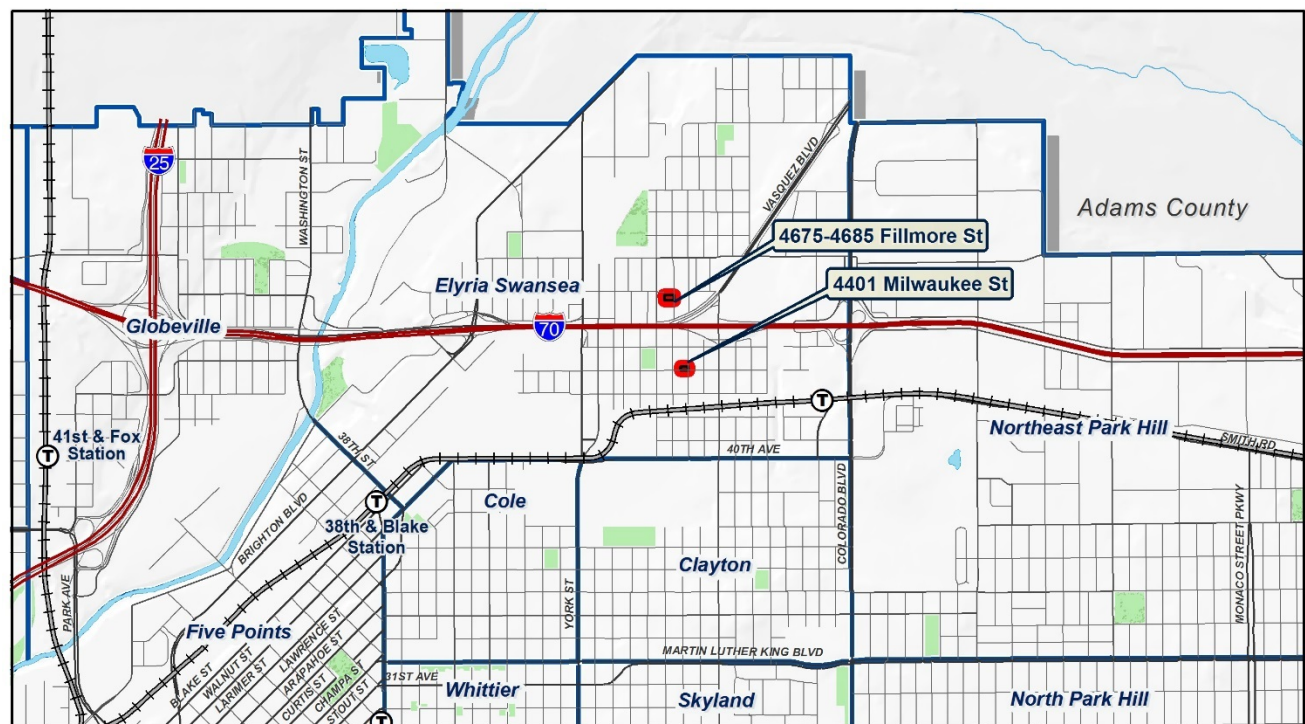 25
WASHINGTON ST
VASQUEZ BLVD
Adams County
4675-4685 Fillmore St
4401 Milwaukee St
Elyria Swansea
Globeville
70
41st & Fox
Station
T
38TH ST
T
40TH AVE
Northeast Park Hill
SMITH RD
Cole
T
38th & Blake
Station
BRIGHTON BLVD
COLORADO BLVD
MONACO STREET PKWY
Clayton
YORK ST
PARK AVE
Five Points
BLAKE ST
WALNUT ST
LARIMER ST
LAWRENCE ST
ARAPAHOE ST
CURTIS ST
CHAMPA ST
STOUT ST
MARTIN LUTHER KING BLVD
31ST AVE
Whittier
Skyland
North Park Hill
T